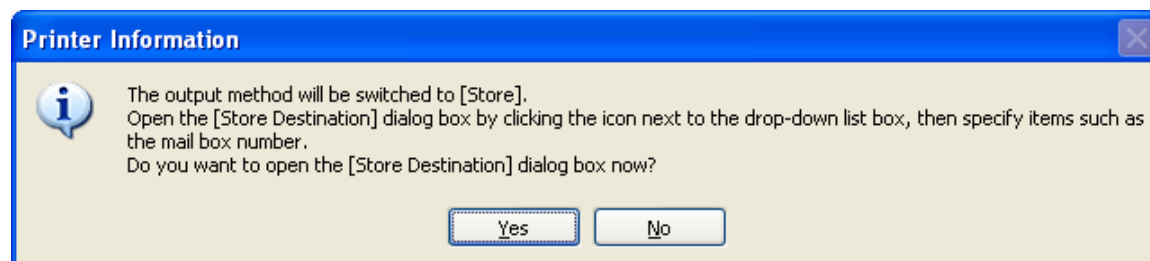 Printer Information
The output method will be switched to [Store].
Open the [Store Destination] dialog box by clicking the icon next to the drop-down list box, then specify items such as
the mail box number.
Do you want to open the [Store Destination] dialog box now?
Yes
No